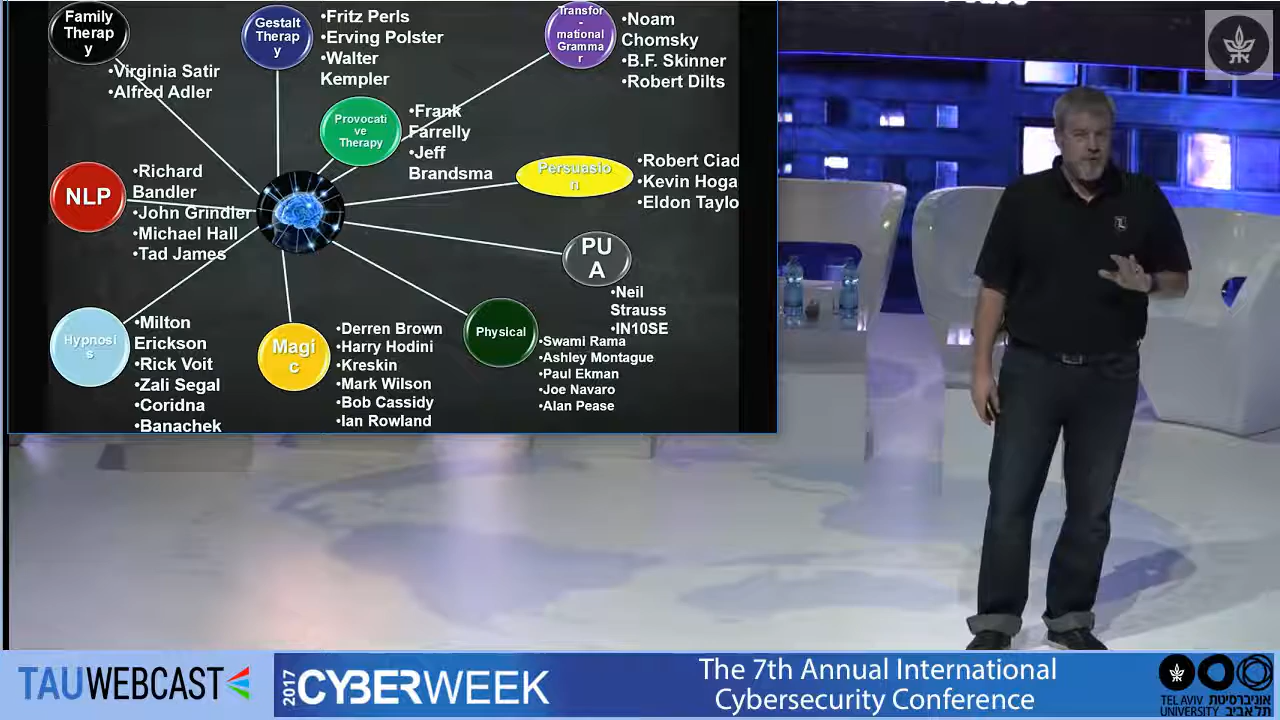 Family
Therap
y
•Virginia Satir
•Alfred Adler
Gestalt
Therap
y
•Fritz Perls
•Erving Polster
•Walter
Kempler
Transfor
-
mational
Gramma
r
•Noam
Chomsky
•B.F. Skinner
•Robert Dilts
Provocati
ve
Therapy
•Frank
Farrelly
•Jeff
Brandsma
NLP
•Richard
Bandler
•John Grindler
•Michael Hall
•Tad James
Persuasio
n
•Robert Ciad
•Kevin Hoga
•Eldon Taylo
PU
A
•Neil
Strauss
•IN10SE
Hypnosi
s
•Milton
Erickson
•Rick Voit
•Zali Segal
•Coridna
•Banachek
Magi
c
•Derren Brown
•Harry Hodini
•Kreskin
•Mark Wilson
•Bob Cassidy
•Ian Rowland
Physical
•Swami Rama
•Ashley Montague
•Paul Ekman
•Joe Navaro
•Alan Pease
TAUWEBCAST
2017 CYBERWEEK
The 7th Annual International
Cybersecurity Conference
TEL AVIV אוניברסיטת
UNIVERSITY תל אביב